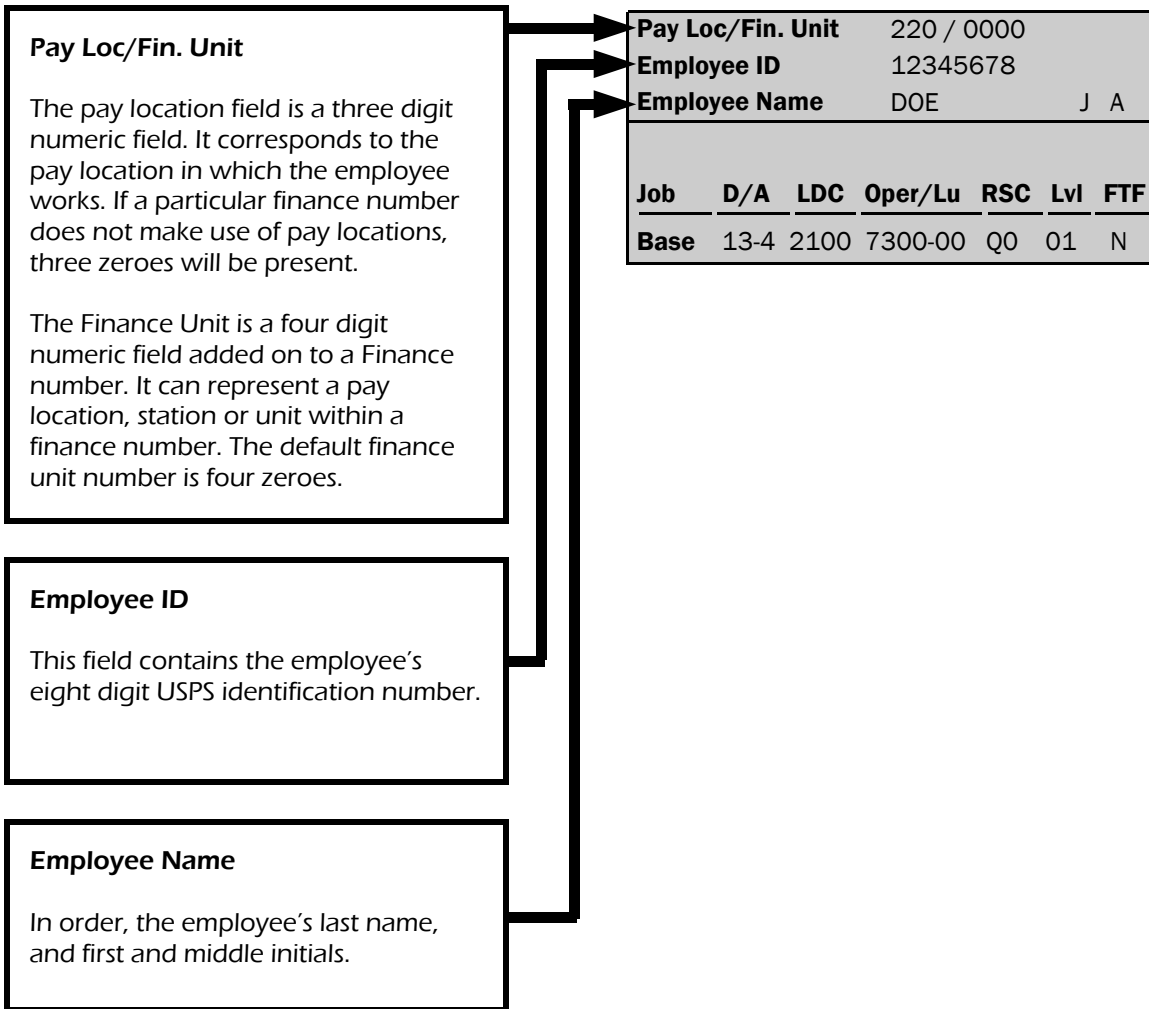 Pay Loc/Fin. Unit
The pay location field is a three digit
numeric field. It corresponds to the
pay location in which the employee
works. If a particular finance number
does not make use of pay locations,
three zeroes will be present.
The Finance Unit is a four digit
numeric field added on to a Finance
number. It can represent a pay
location, station or unit within a
finance number. The default finance
unit number is four zeroes.
Employee ID
This field contains the employee’s
eight digit USPS identification number.
Employee Name
In order, the employee’s last name,
and first and middle initials.
Pay Loc/Fin. Unit 220 / 0000
Employee ID 12345678
Employee Name DOE J A
Job D/A LDC Oper/Lu RSC Lvl FTF
Base 13-4 2100 7300-00 Q0 01 N